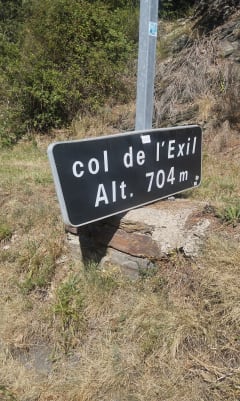 col de l'Exil
Alt. 704 m